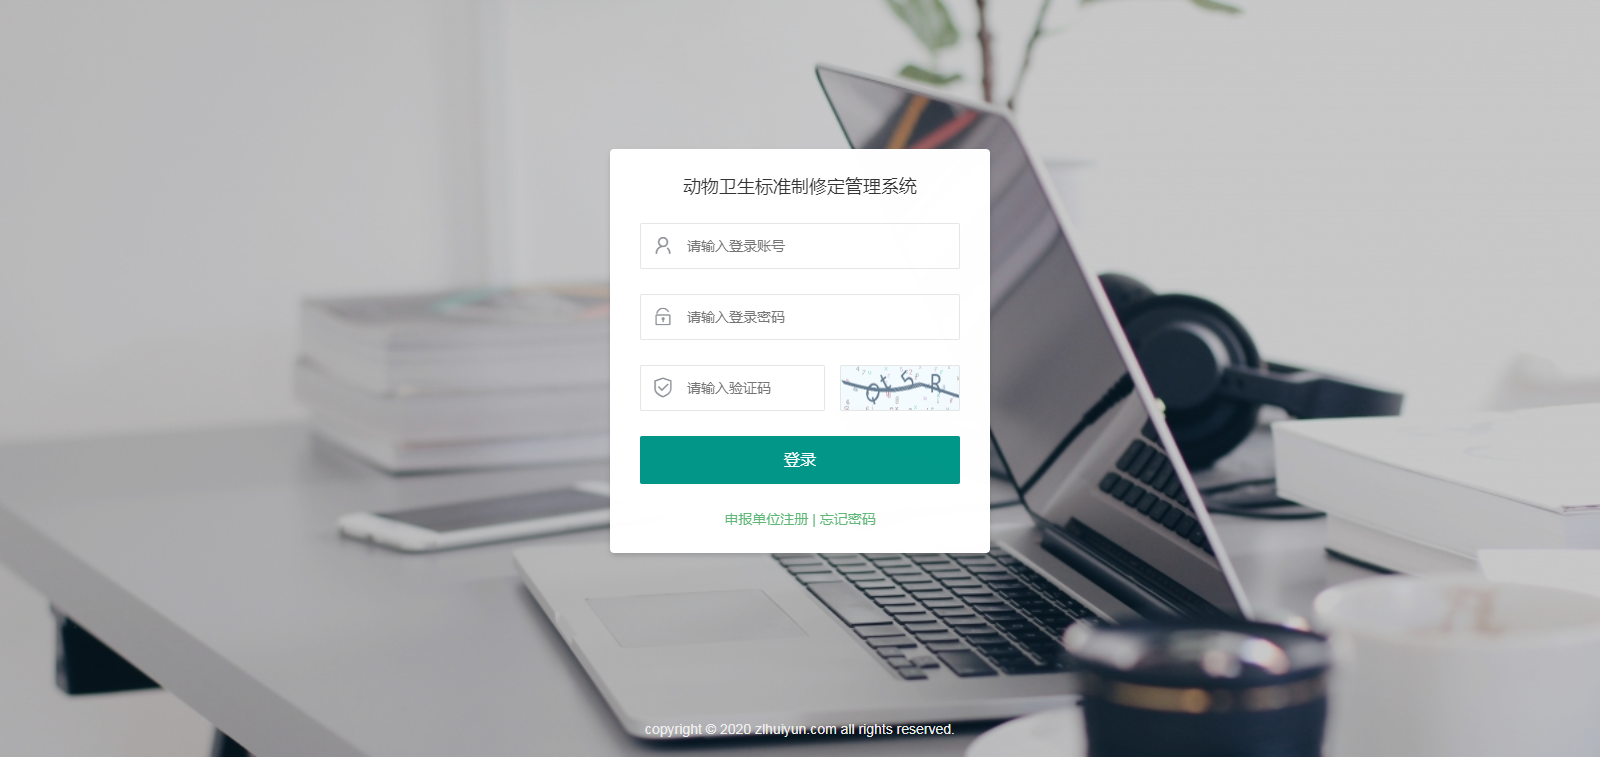 动物卫生标准制修定管理系统
请输入登录账号
请输入登录密码
请输入验证码
QtSR
登录
申报单位注册 | 忘记密码
copyright © 2020 zlhuiyun.com all rights reserved.